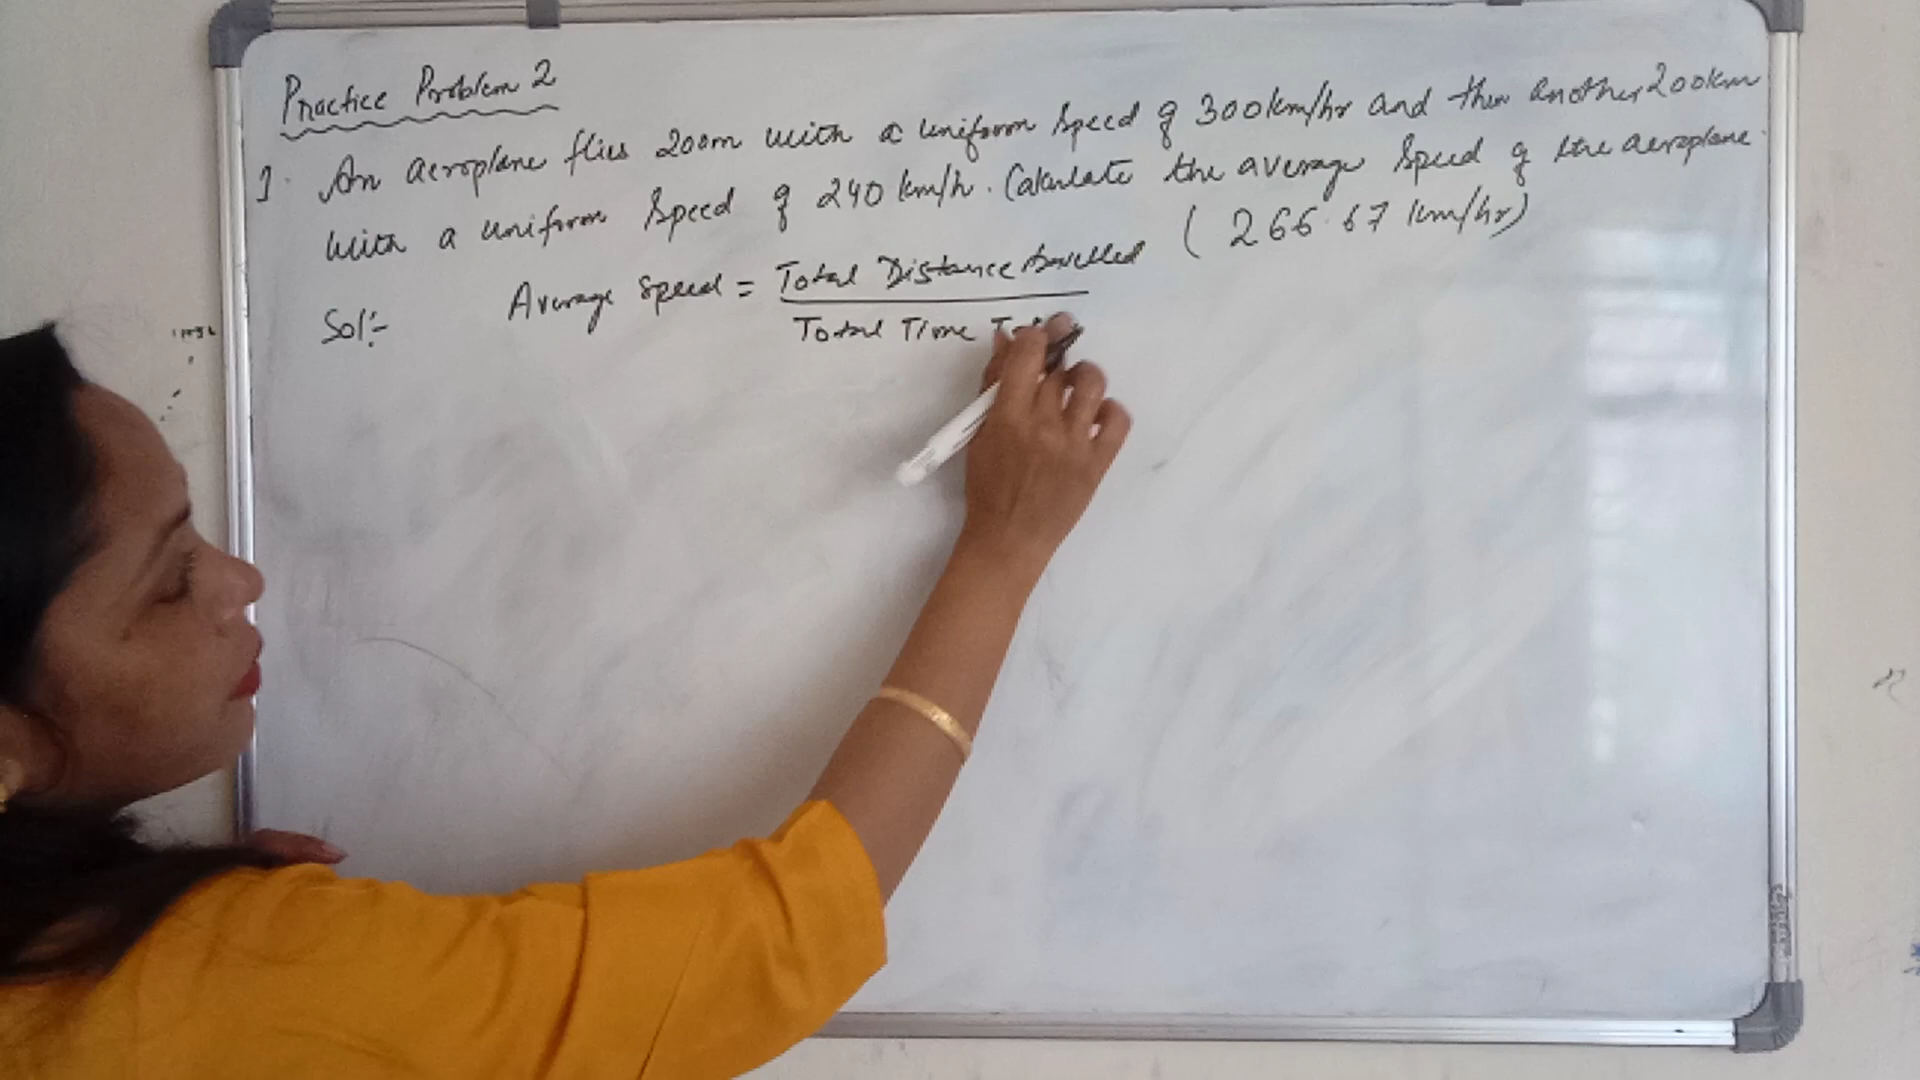 Practice Problem 2
1. An aeroplane flies 200m with a uniform speed of 300km/hr and then another 200km
with a uniform speed of 240 km/h. Calculate the average speed of the aeroplane.
(266.67 km/hr)
Sol:- Average speed = Total Distance travelled
Total Time